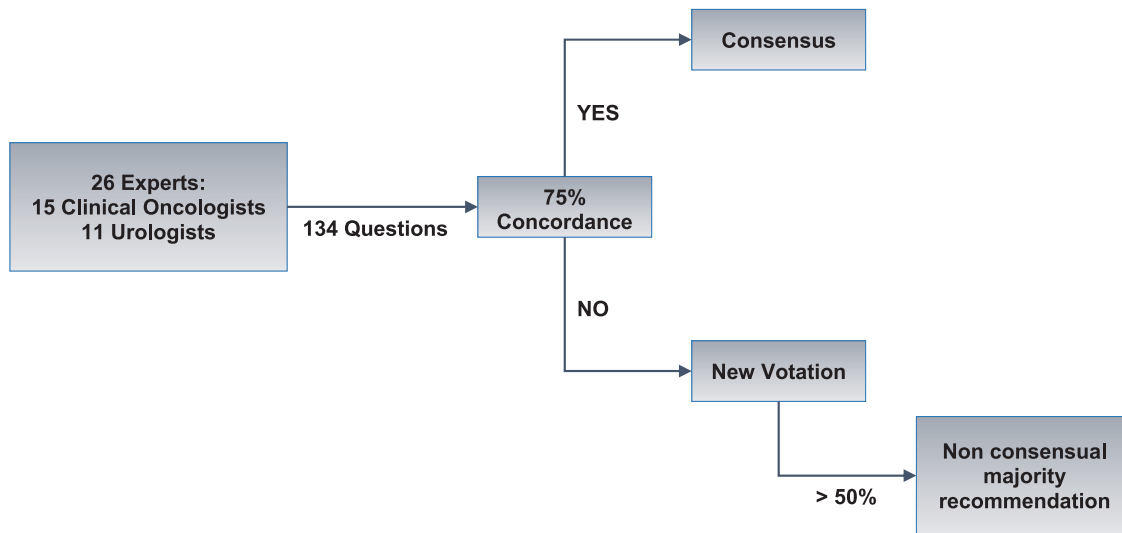 Consensus
YES
26 Experts:
15 Clinical Oncologists
11 Urologists
134 Questions
75%
Concordance
NO
New Votation
> 50%
Non consensual
majority
recommendation